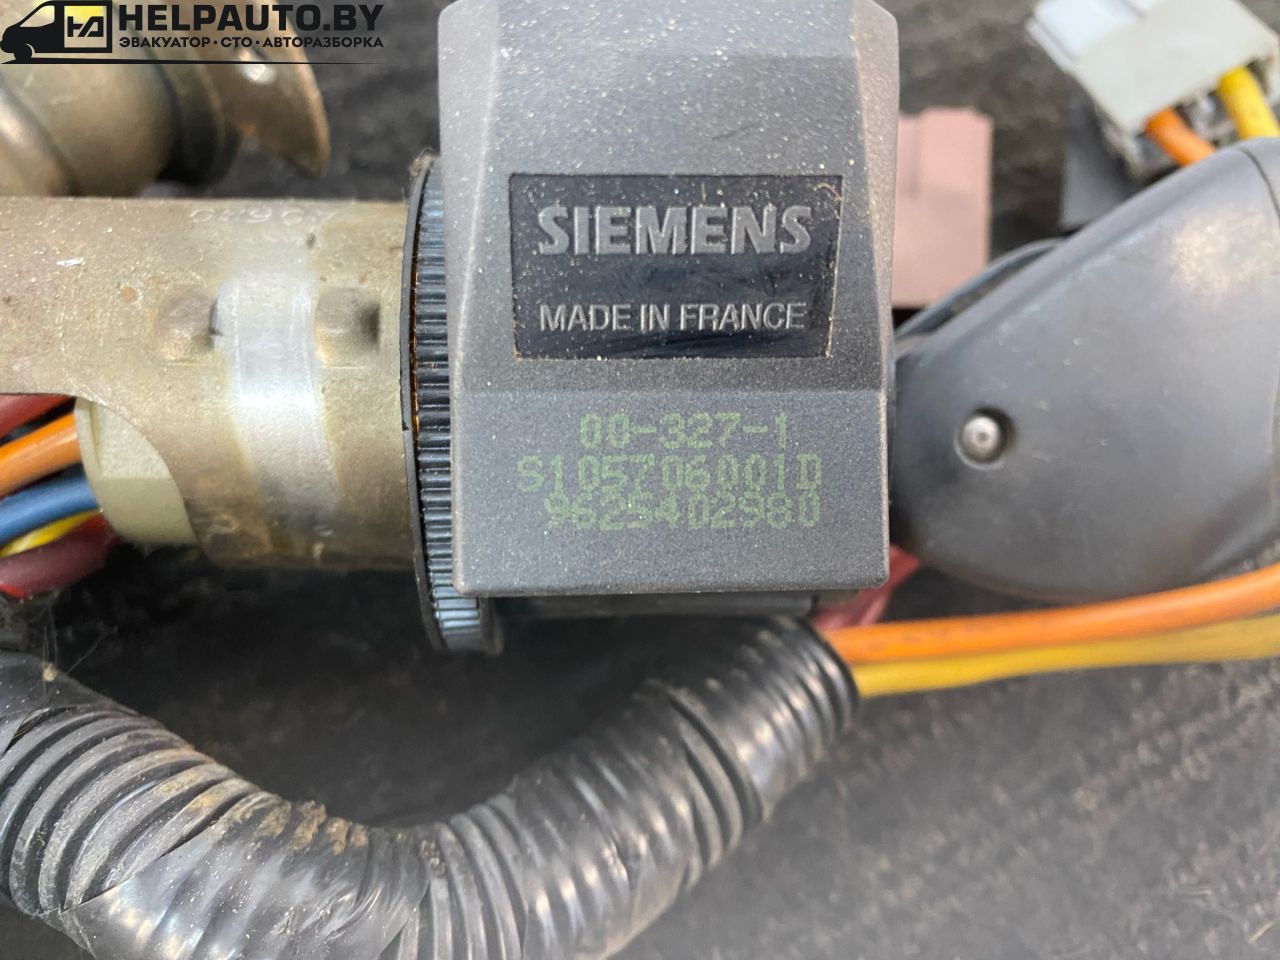 HELPAUTO.BY
ЭВАКУАТОР · СТО · АВТОРАЗБОРКА
SIEMENS
MADE IN FRANCE
00-327-1
S105706001D
9625402980